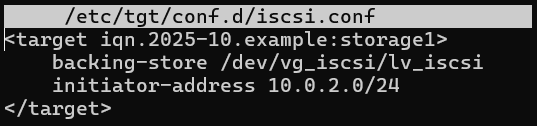 /etc/tgt/conf.d/iscsi.conf
<target iqn.2025-10.example:storage1>
    backing-store /dev/vg_iscsi/lv_iscsi
    initiator-address 10.0.2.0/24
</target>